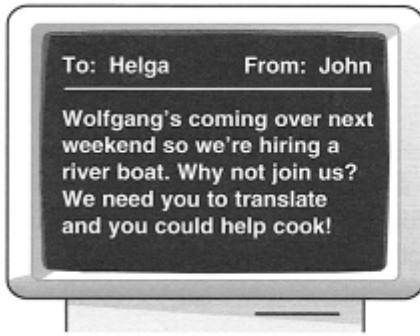 To: Helga From: John
Wolfgang's coming over next
weekend so we're hiring a
river boat. Why not join us?
We need you to translate
and you could help cook!